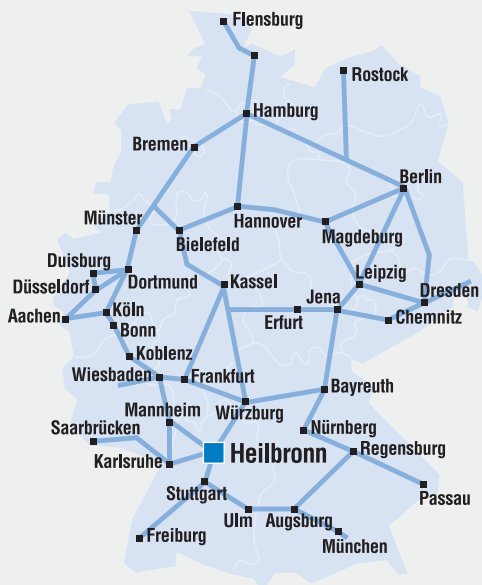 Flensburg
Rostock
Hamburg
Bremen
Berlin
Münster
Hannover
Magdeburg
Bielefeld
Duisburg
Dortmund
Kassel
Leipzig
Düsseldorf
Jena
Dresden
Aachen
Köln
Erfurt
Chemnitz
Bonn
Koblenz
Wiesbaden
Frankfurt
Bayreuth
Mannheim
Würzburg
Saarbrücken
Nürnberg
Heilbronn
Regensburg
Karlsruhe
Stuttgart
Passau
Ulm
Augsburg
Freiburg
München